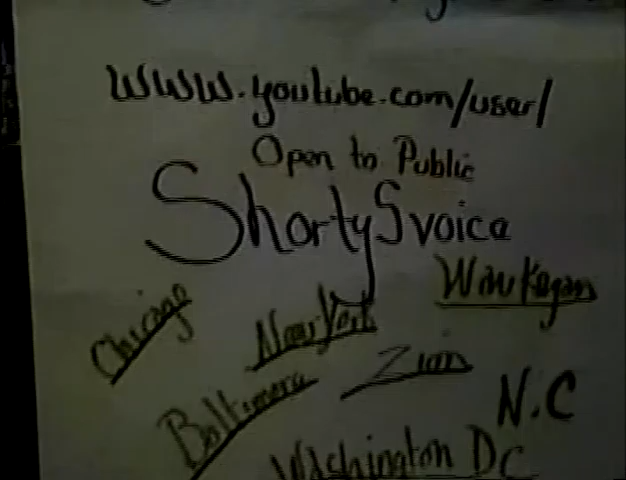 www.youtube.com/user/
Open to Public
ShortySvoice
Waukegan
Chicago
New York
Zion
Baltimore
N.C
Washington DC